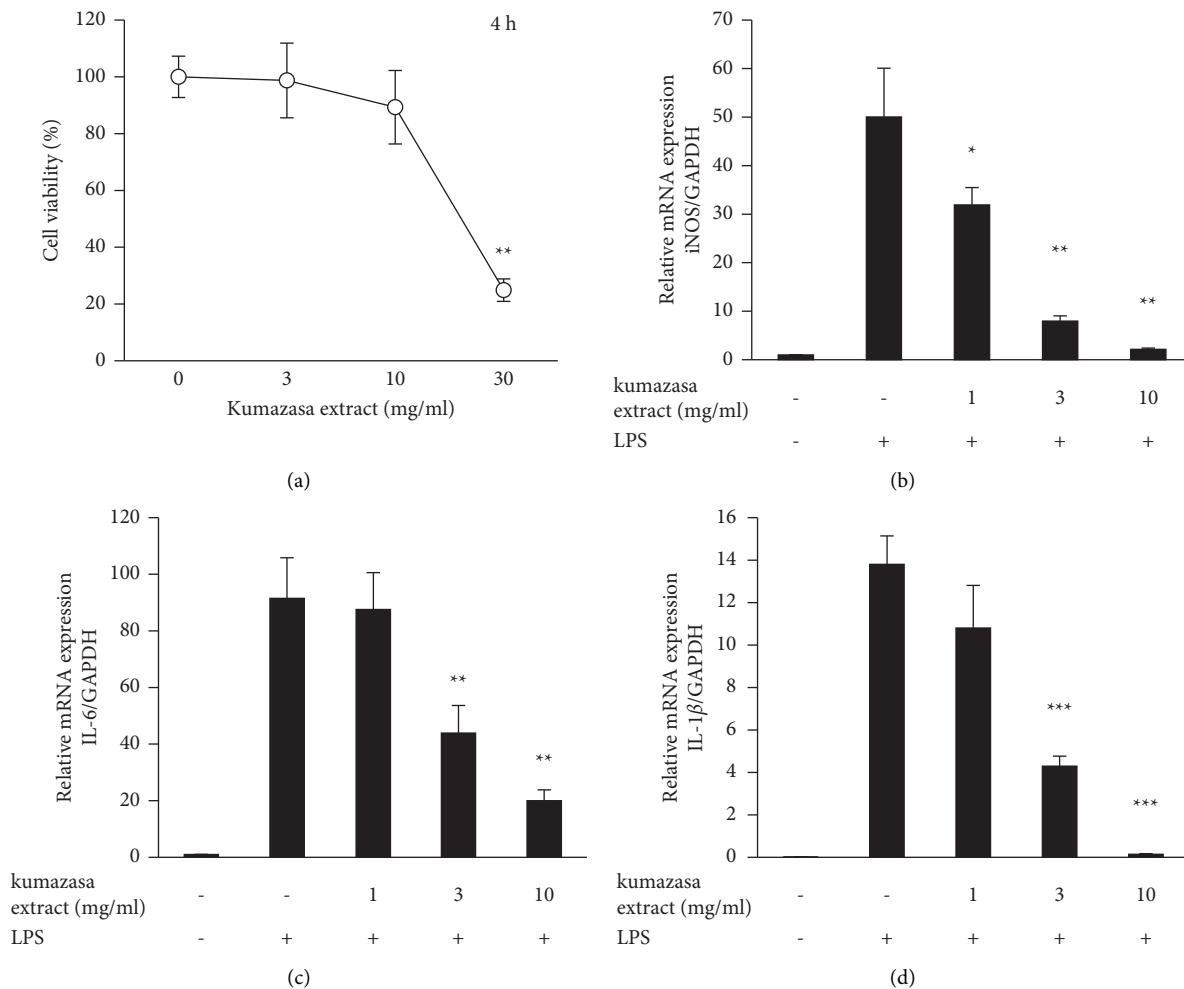 120
100
80
60
40
20
0
Cell viability (%)
4 h
**
0 3 10 30
Kumazasa extract (mg/ml)
(a)
70
60
50
40
30
20
10
0
Relative mRNA expression
iNOS/GAPDH
*
**
**
kumazasa
extract (mg/ml) - - 1 3 10
LPS - + + + +
(b)
120
100
80
60
40
20
0
Relative mRNA expression
IL-6/GAPDH
**
**
kumazasa
extract (mg/ml) - - 1 3 10
LPS - + + + +
(c)
16
14
12
10
8
6
4
2
0
Relative mRNA expression
IL-1β/GAPDH
***
***
kumazasa
extract (mg/ml) - - 1 3 10
LPS - + + + +
(d)